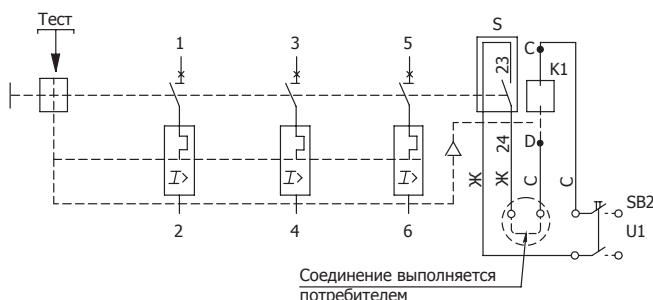 Тест
1
3
5
S
C
23
K1
24
D
Ж
Ж
С
С
SB2
U1
I>
I>
I>
2
4
6
Соединение выполняется
потребителем